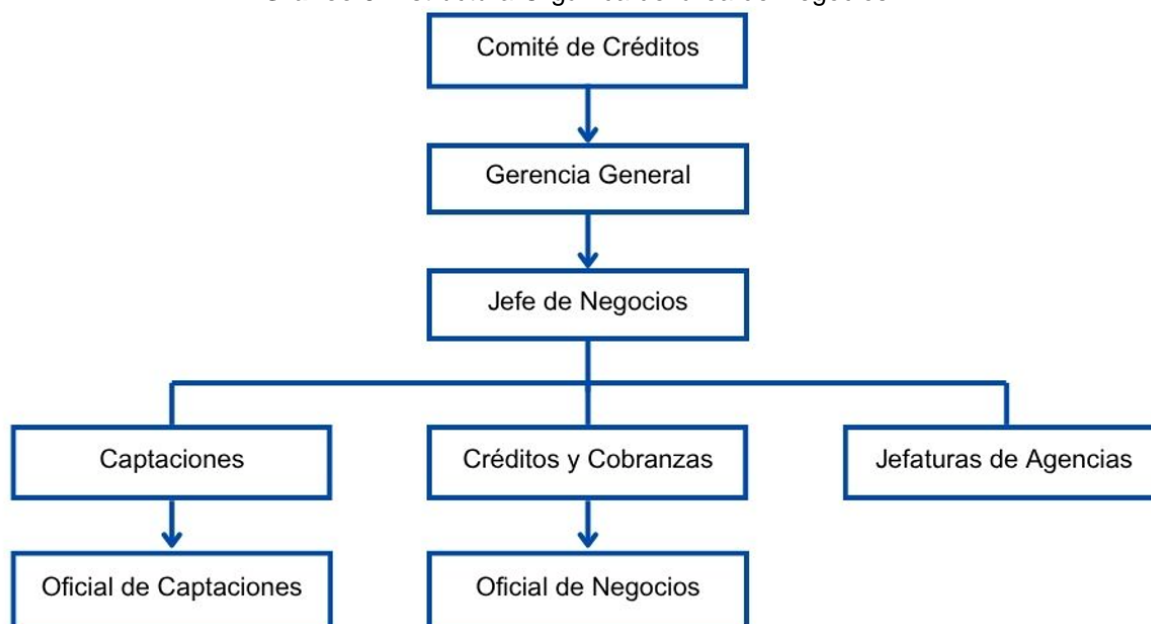 Comité de Créditos
Gerencia General
Jefe de Negocios
Captaciones
Créditos y Cobranzas
Jefaturas de Agencias
Oficial de Captaciones
Oficial de Negocios